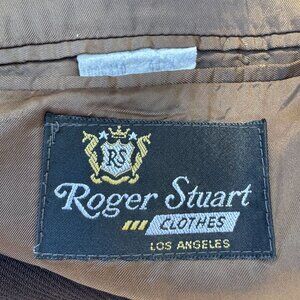 RS
Roger Stuart
CLOTHES
LOS ANGELES